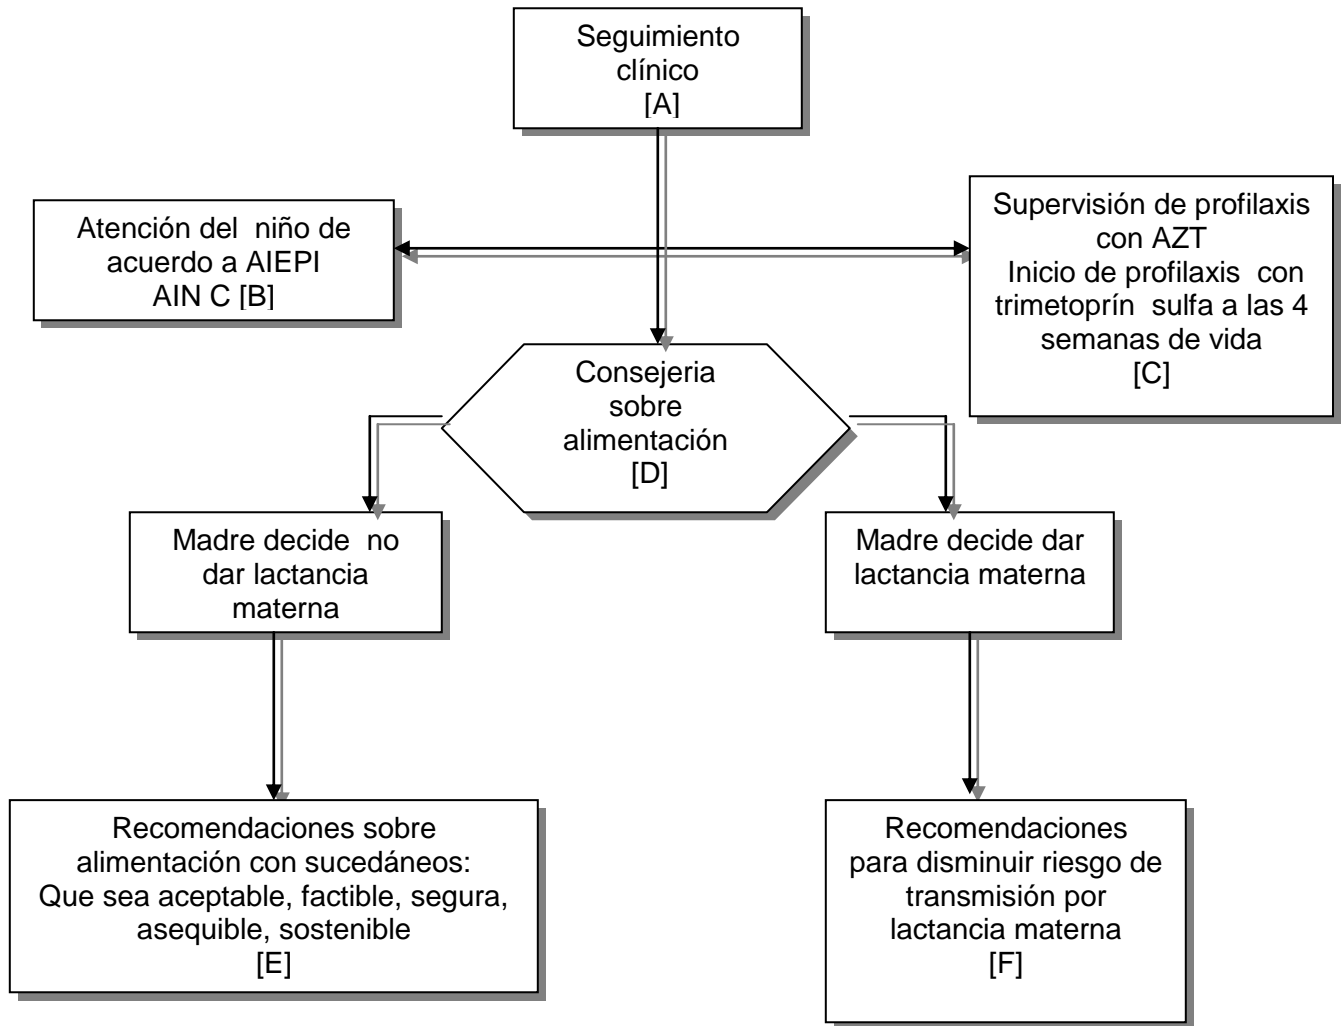 Seguimiento
clínico
[A]
Atención del niño de
acuerdo a AIEPI
AIN C [B]
Supervisión de profilaxis
con AZT
Inicio de profilaxis con
trimetoprín sulfa a las 4
semanas de vida
[C]
Consejeria
sobre
alimentación
[D]
Madre decide no
dar lactancia
materna
Madre decide dar
lactancia materna
Recomendaciones sobre
alimentación con sucedáneos:
Que sea aceptable, factible, segura,
asequible, sostenible
[E]
Recomendaciones
para disminuir riesgo de
transmisión por
lactancia materna
[F]